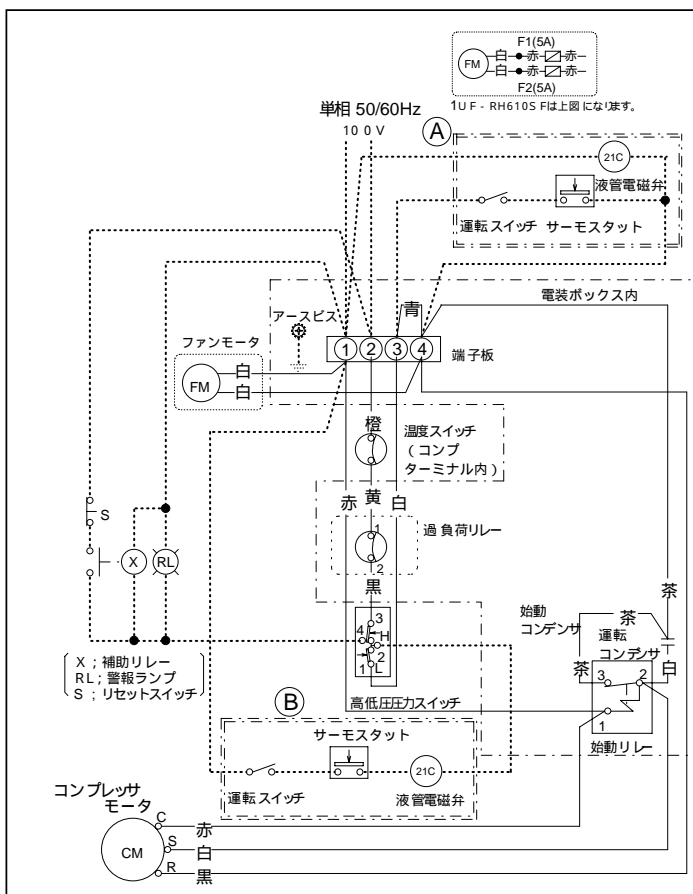 F1(5A)
FM
白
赤
赤
白
赤
赤
F2(5A)
1UF-RH610SFは上図になります。
単相 50/60Hz
100V
A
21C
液管電磁弁
運転スイッチ サーモスタット
電装ボックス内
青
アースビス
ファンモータ
1 2 3 4
端子板
FM
白
白
橙
温度スイッチ
(コンプ
ターミナル内)
赤
黄
白
過負荷リレー
1
2
黒
S
X
RL
3
4
H
2
1
L
茶
始動
コンデンサ
茶
運転
コンデンサ
茶
白
3
2
1
始動リレー
X;補助リレー
RL;警報ランプ
S;リセットスイッチ
高低圧圧力スイッチ
B
サーモスタット
21C
運転スイッチ
液管電磁弁
コンプレッサ
モータ
C
赤
S
白
CM
R
黒